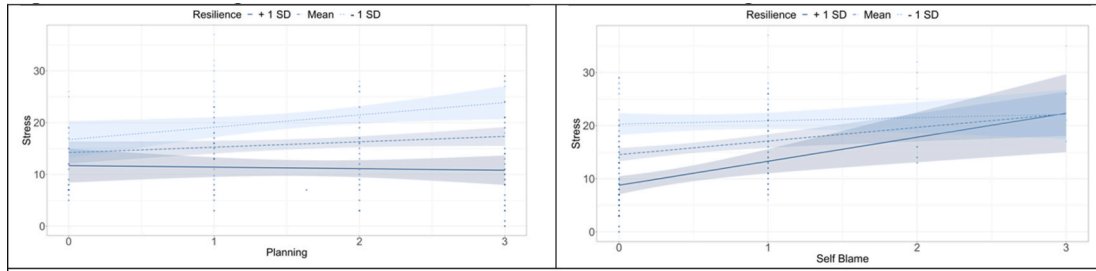 Resilience + 1 SD Mean - 1 SD
Stress
30
20
10
0
0 1 2 3
Planning
Resilience + 1 SD Mean - 1 SD
Stress
30
20
10
0
0 1 2 3
Self Blame